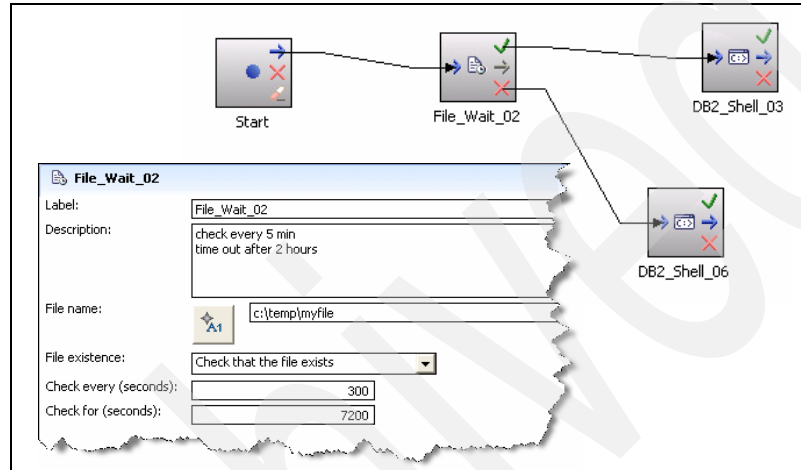 Start
File_Wait_02
DB2_Shell_03
DB2_Shell_06
File_Wait_02
Label:
File_Wait_02
Description:
check every 5 min
time out after 2 hours
File name:
A1
c:\temp\myfile
File existence:
Check that the file exists
Check every (seconds):
300
Check for (seconds):
7200